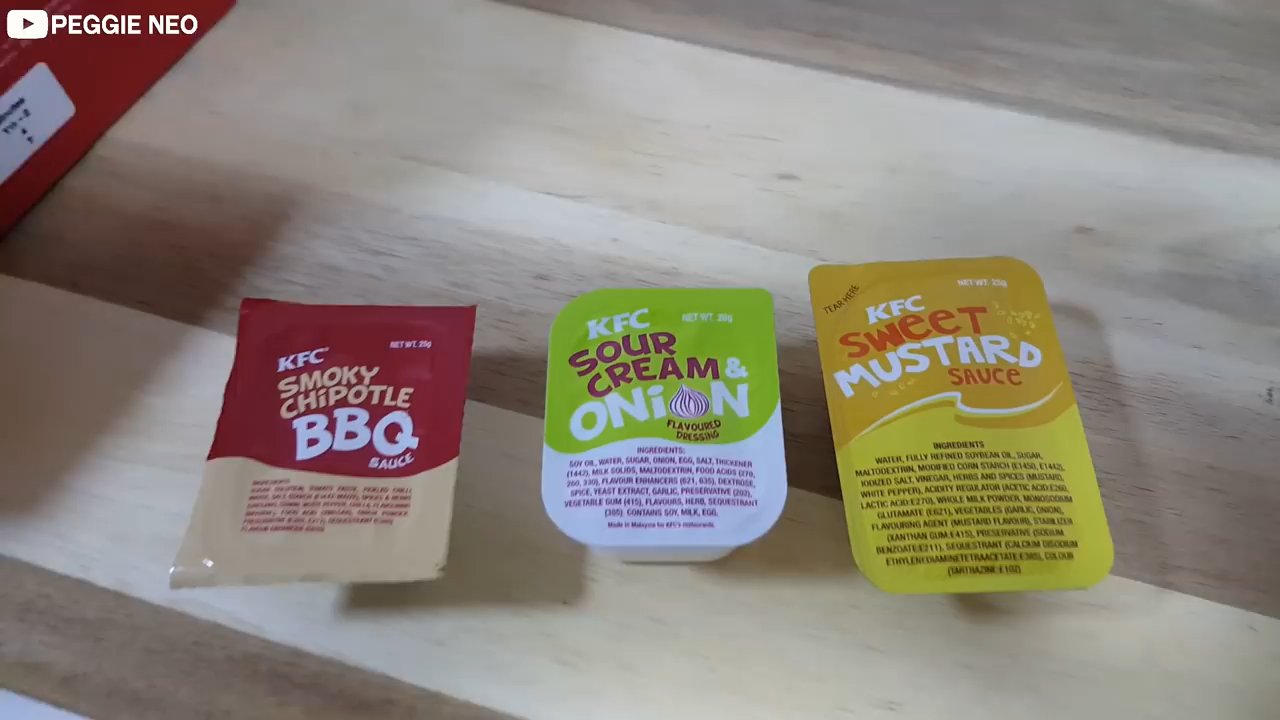 PEGGIE NEO
KFC
NET WT. 25g
SMOKY
CHIPOTLE
BBQ
SAUCE
INGREDIENTS:
KFC
NET WT. 20g
SOUR
CREAM &
ONION
FLAVOURED
DRESSING
INGREDIENTS:
SOY OIL, WATER, SUGAR, ONION, EGG, SALT, THICKENER
(1442), MILK SOLIDS, MALTODEXTRIN, FOOD ACIDS (270,
260, 330), FLAVOUR ENHANCERS (621, 635), DEXTROSE,
SPICE, YEAST EXTRACT, GARLIC, PRESERVATIVE (202),
VEGETABLE GUM (415), FLAVOURS, HERB, SEQUESTRANT
(385). CONTAINS SOY, MILK, EGG.
Made in Malaysia for KFC's restaurants.
TEAR HERE
NET WT. 25g
KFC
SWEET
MUSTARD
SAUCE
INGREDIENTS
WATER, FULLY REFINED SOYBEAN OIL, SUGAR,
MALTODEXTRIN, MODIFIED CORN STARCH (E1450, E1442),
IODIZED SALT, VINEGAR, HERBS AND SPICES (MUSTARD,
WHITE PEPPER), ACIDITY REGULATOR (ACETIC ACID:E260,
LACTIC ACID:E270), WHOLE MILK POWDER, MONOSODIUM
GLUTAMATE (E621), VEGETABLES (GARLIC, ONION),
FLAVOURING AGENT (MUSTARD FLAVOUR), STABILIZER
(XANTHAN GUM:E415), PRESERVATIVE (SODIUM
BENZOATE:E211), SEQUESTRANT (CALCIUM DISODIUM
ETHYLENEDIAMINETETRAACETATE:E385), COLOUR
(TARTRAZINE:E102)